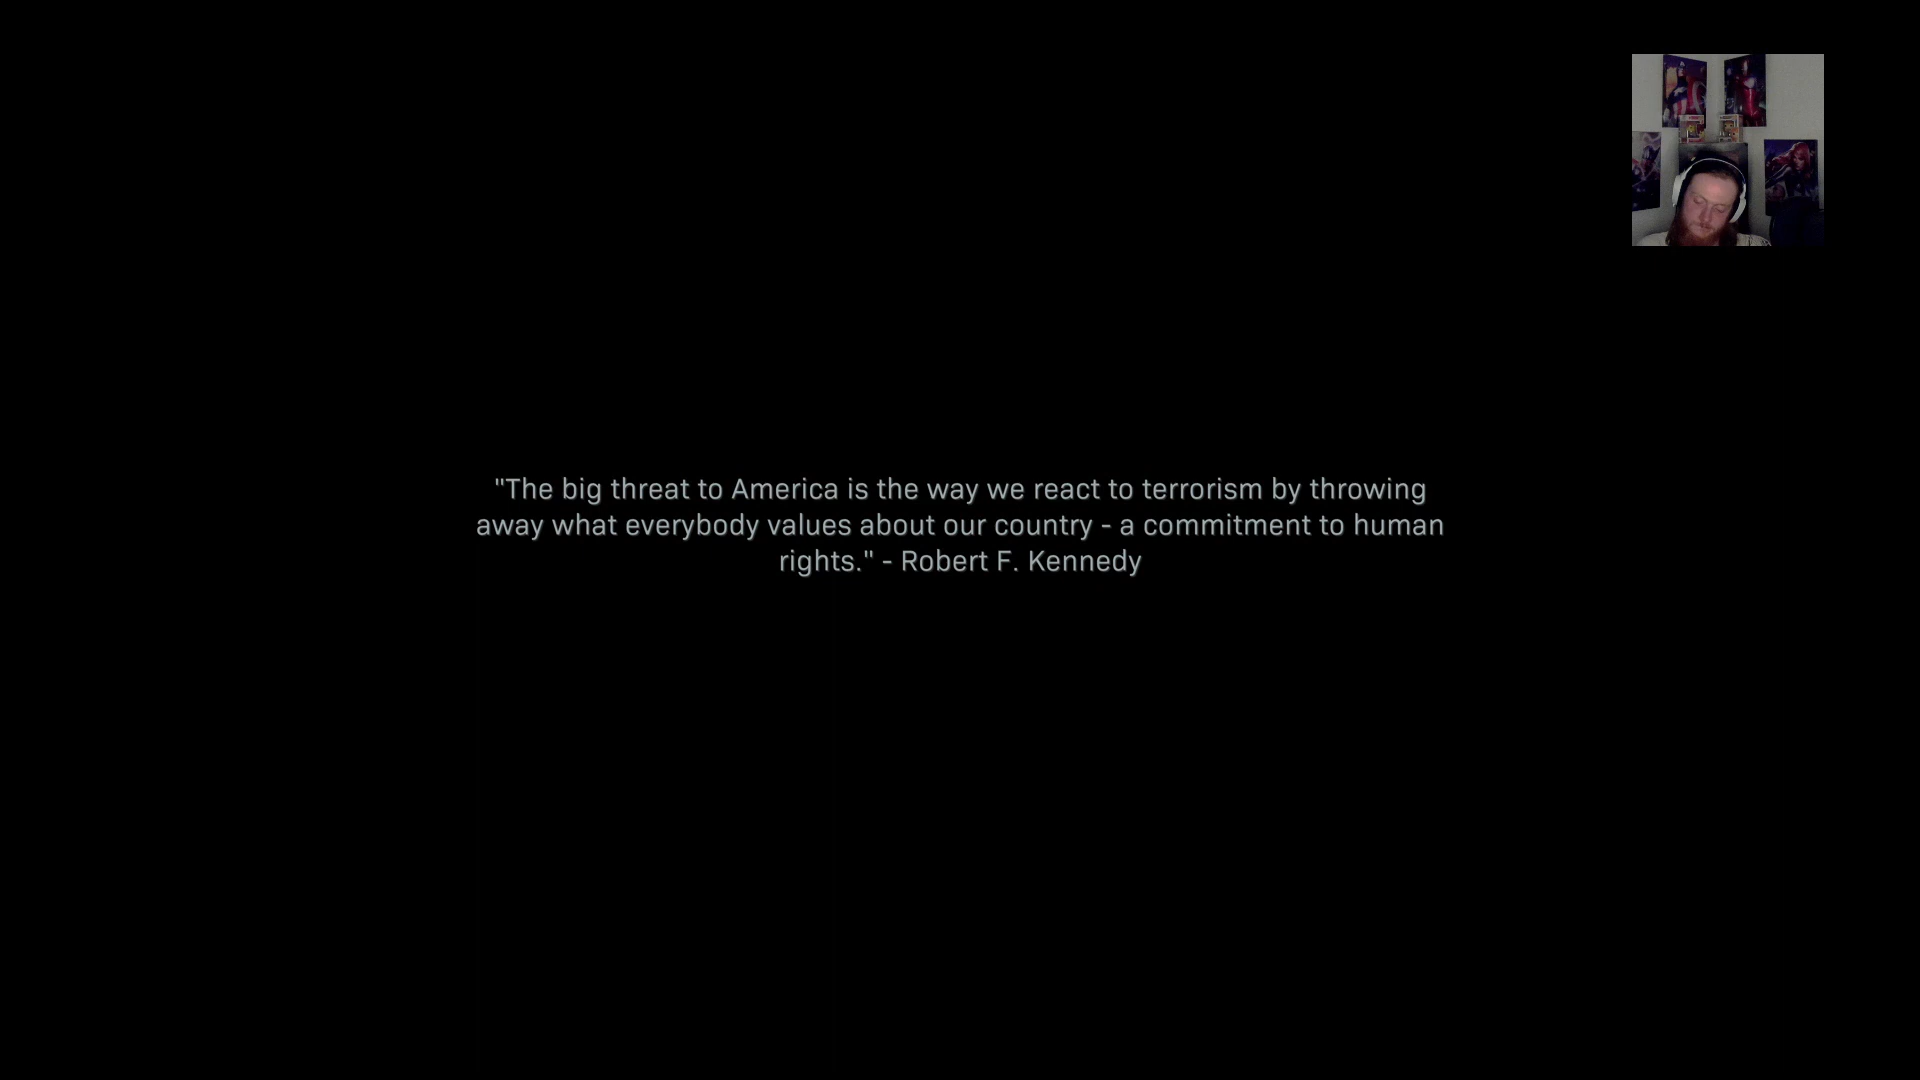 "The big threat to America is the way we react to terrorism by throwing
away what everybody values about our country - a commitment to human
rights." - Robert F. Kennedy